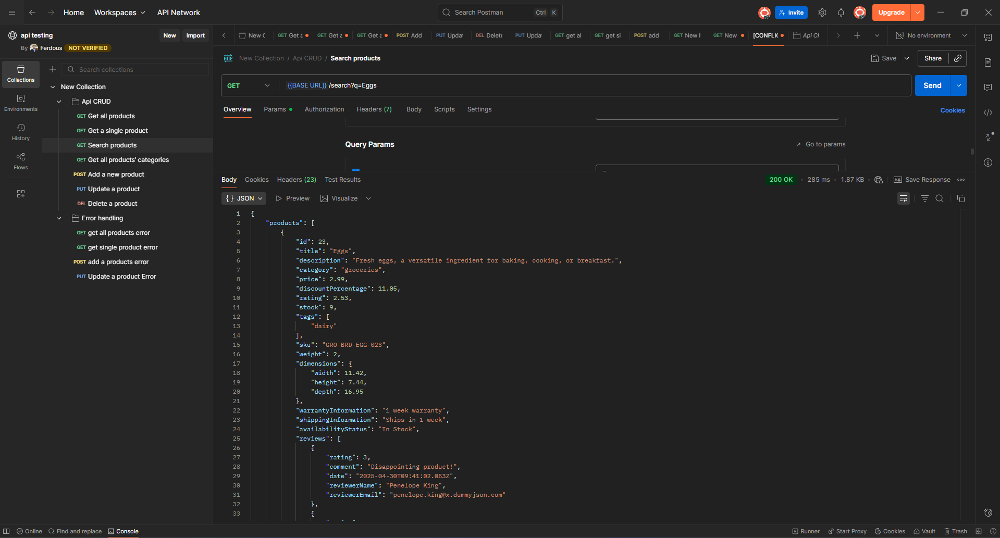 Home Workspaces API Network Search Postman Ctrl K Invite Upgrade
api testing New Import
By Ferdous NOT VERIFIED
New C GET Get a GET Get a GET Get a POST Add PUT Updat DEL Delete PUT Updat GET get al GET get si POST add GET New F GET New [CONFLIC Api CF No environment
HTTP New Collection / Api CRUD / Search products Save Share
Collections
Environments
History
Flows
Search collections
New Collection
Api CRUD
GET Get all products
GET Get a single product
GET Search products
GET Get all products’ categories
POST Add a new product
PUT Update a product
DEL Delete a product
Error handling
GET get all products error
GET get single product error
POST add a products error
PUT Update a product Error
GET {{BASE URL}} /search?q=Eggs Send
Overview Params Authorization Headers (7) Body Scripts Settings Cookies
Query Params Go to params
Body Cookies Headers (23) Test Results 200 OK 285 ms 1.87 KB e.g. Save Response
{} JSON Preview Visualize
1 {
2 "products": [
3 {
4 "id": 23,
5 "title": "Eggs",
6 "description": "Fresh eggs, a versatile ingredient for baking, cooking, or breakfast.",
7 "category": "groceries",
8 "price": 2.99,
9 "discountPercentage": 11.05,
10 "rating": 2.53,
11 "stock": 9,
12 "tags": [
13 "dairy"
14 ],
15 "sku": "GRO-BRD-EGG-023",
16 "weight": 2,
17 "dimensions": {
18 "width": 11.42,
19 "height": 7.44,
20 "depth": 16.95
21 },
22 "warrantyInformation": "1 week warranty",
23 "shippingInformation": "Ships in 1 week",
24 "availabilityStatus": "In Stock",
25 "reviews": [
26 {
27 "rating": 3,
28 "comment": "Disappointing product!",
29 "date": "2025-04-30T09:41:02.053Z",
30 "reviewerName": "Penelope King",
31 "reviewerEmail": "penelope.king@x.dummyjson.com"
32 },
33 {
Online Find and replace Console Runner Start Proxy Cookies Vault Trash